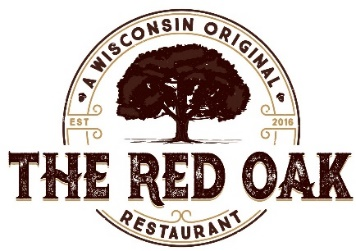 A WISCONSIN ORIGINAL
EST 2016
THE RED OAK
RESTAURANT